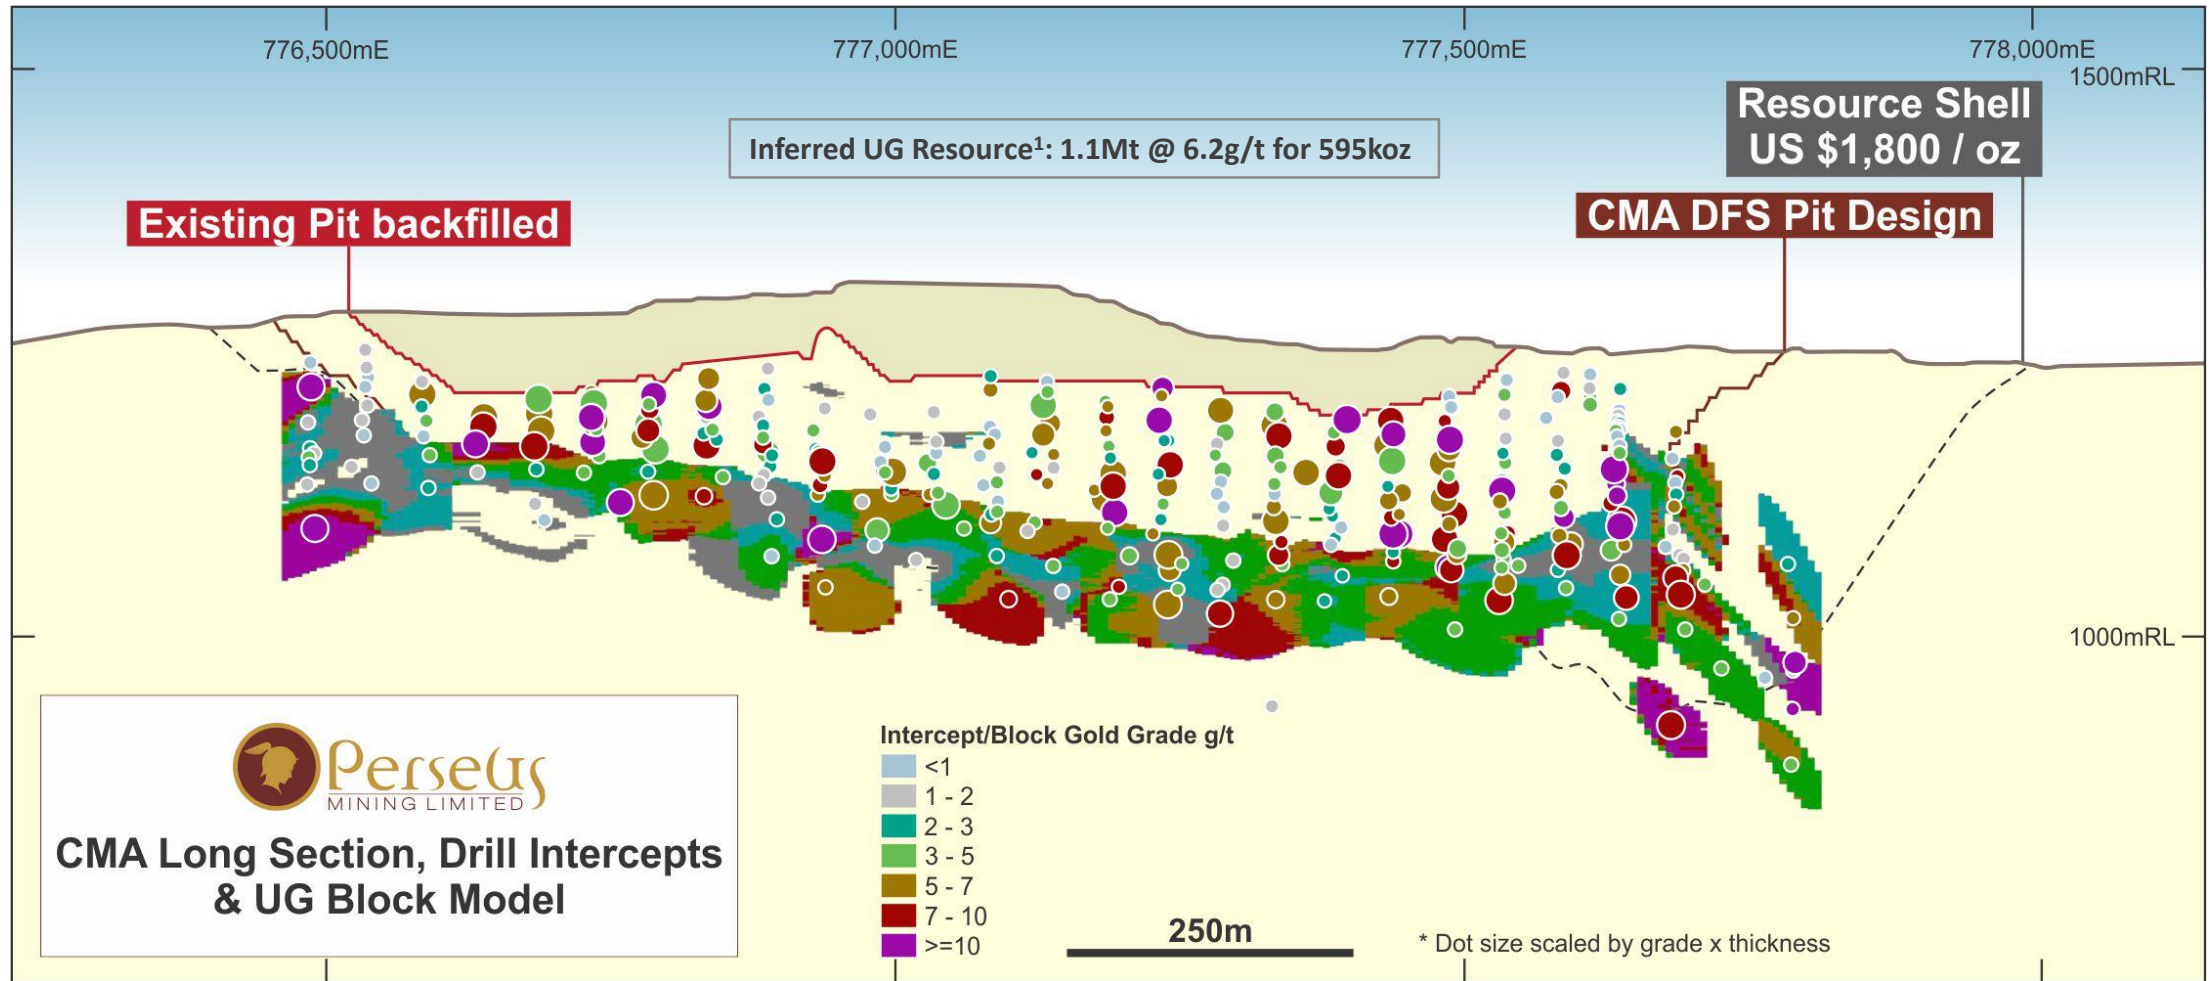 776,500mE
777,000mE
777,500mE
778,000mE
1500mRL
Resource Shell
US $1,800 / oz
Inferred UG Resource¹: 1.1Mt @ 6.2g/t for 595koz
Existing Pit backfilled
CMA DFS Pit Design
1000mRL
Perseus
MINING LIMITED
CMA Long Section, Drill Intercepts
& UG Block Model
Intercept/Block Gold Grade g/t
<1
1 - 2
2 - 3
3 - 5
5 - 7
7 - 10
>=10
250m
* Dot size scaled by grade x thickness